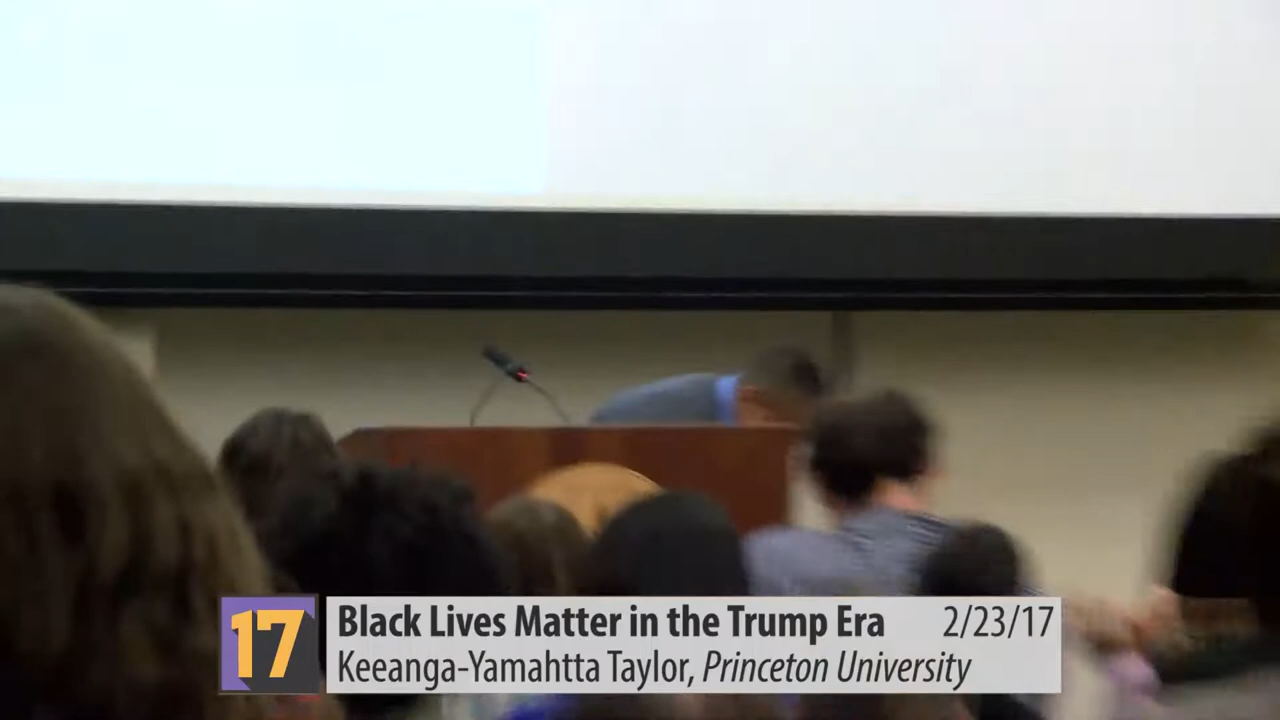 17
Black Lives Matter in the Trump Era 2/23/17
Keeanga-Yamahtta Taylor, Princeton University